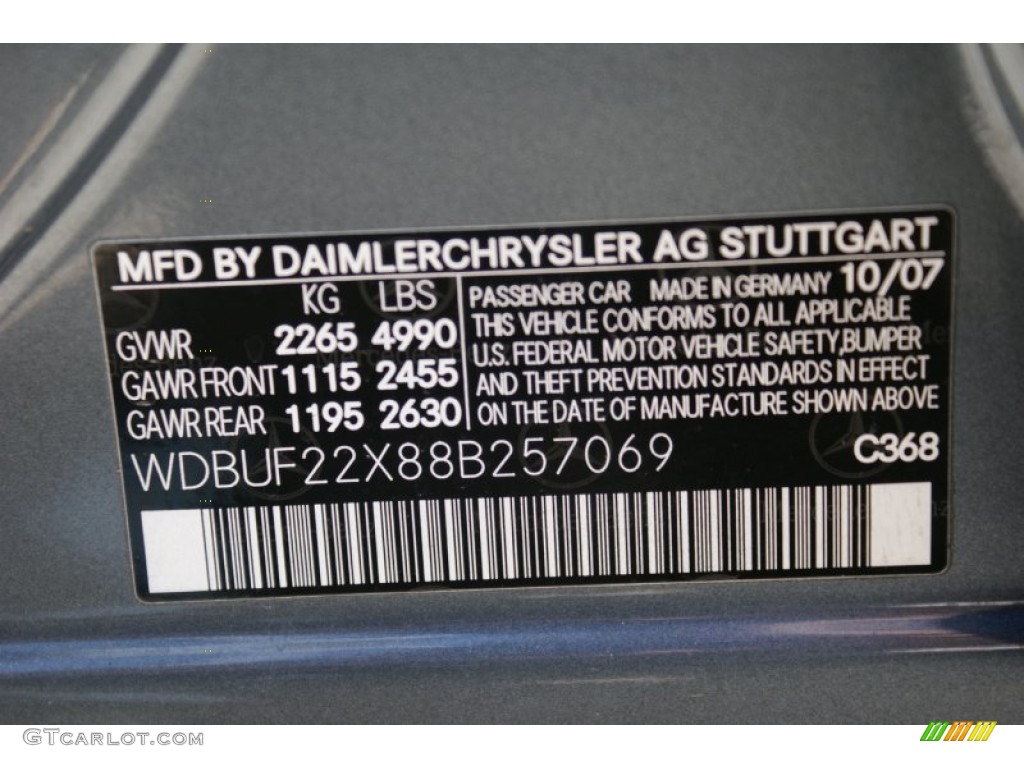 MFD BY DAIMLERCHRYSLER AG STUTTGART
KG LBS
GVWR 2265 4990
GAWR FRONT 1115 2455
GAWR REAR 1195 2630
PASSENGER CAR MADE IN GERMANY 10/07
THIS VEHICLE CONFORMS TO ALL APPLICABLE
U.S. FEDERAL MOTOR VEHICLE SAFETY, BUMPER
AND THEFT PREVENTION STANDARDS IN EFFECT
ON THE DATE OF MANUFACTURE SHOWN ABOVE
WDBUF22X88B257069
C368
GTCarlot.com